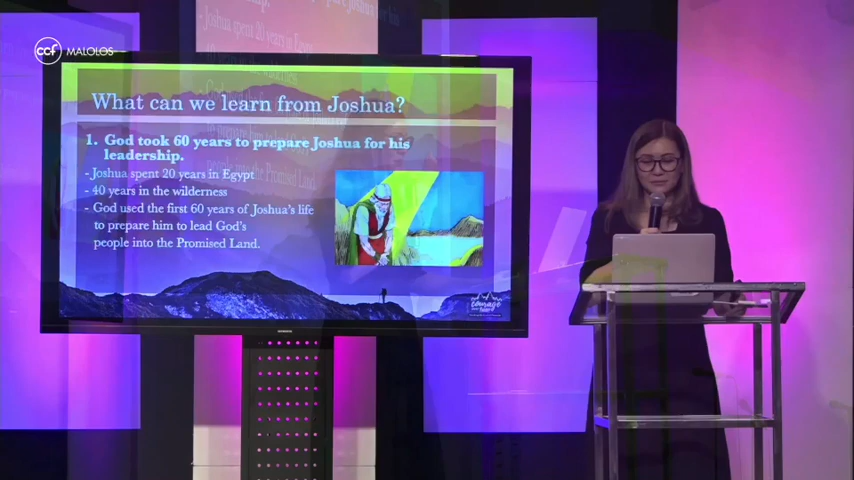 ccf MALOLOS
What can we learn from Joshua?
1. God took 60 years to prepare Joshua for his
leadership.
- Joshua spent 20 years in Egypt
- 40 years in the wilderness
- God used the first 60 years of Joshua's life
to prepare him to lead God's
people into the Promised Land.
courage